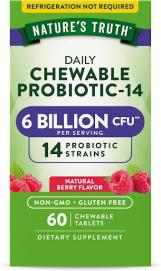 REFRIGERATION NOT REQUIRED
NATURE'S TRUTH®
DAILY
CHEWABLE
PROBIOTIC-14
6 BILLION CFU**
PER SERVING
14 PROBIOTIC
STRAINS
NATURAL
BERRY FLAVOR
NON-GMO • GLUTEN FREE
60 CHEWABLE
TABLETS
DIETARY SUPPLEMENT